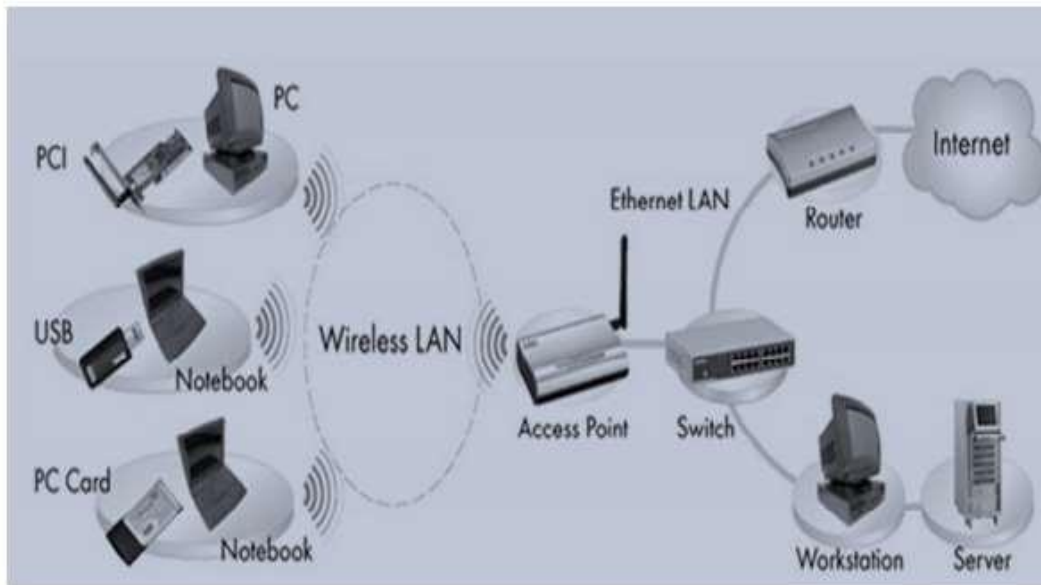 PC
PCI
Internet
Ethernet LAN
Router
USB
Wireless LAN
Notebook
Access Point
Switch
PC Card
Notebook
Workstation
Server